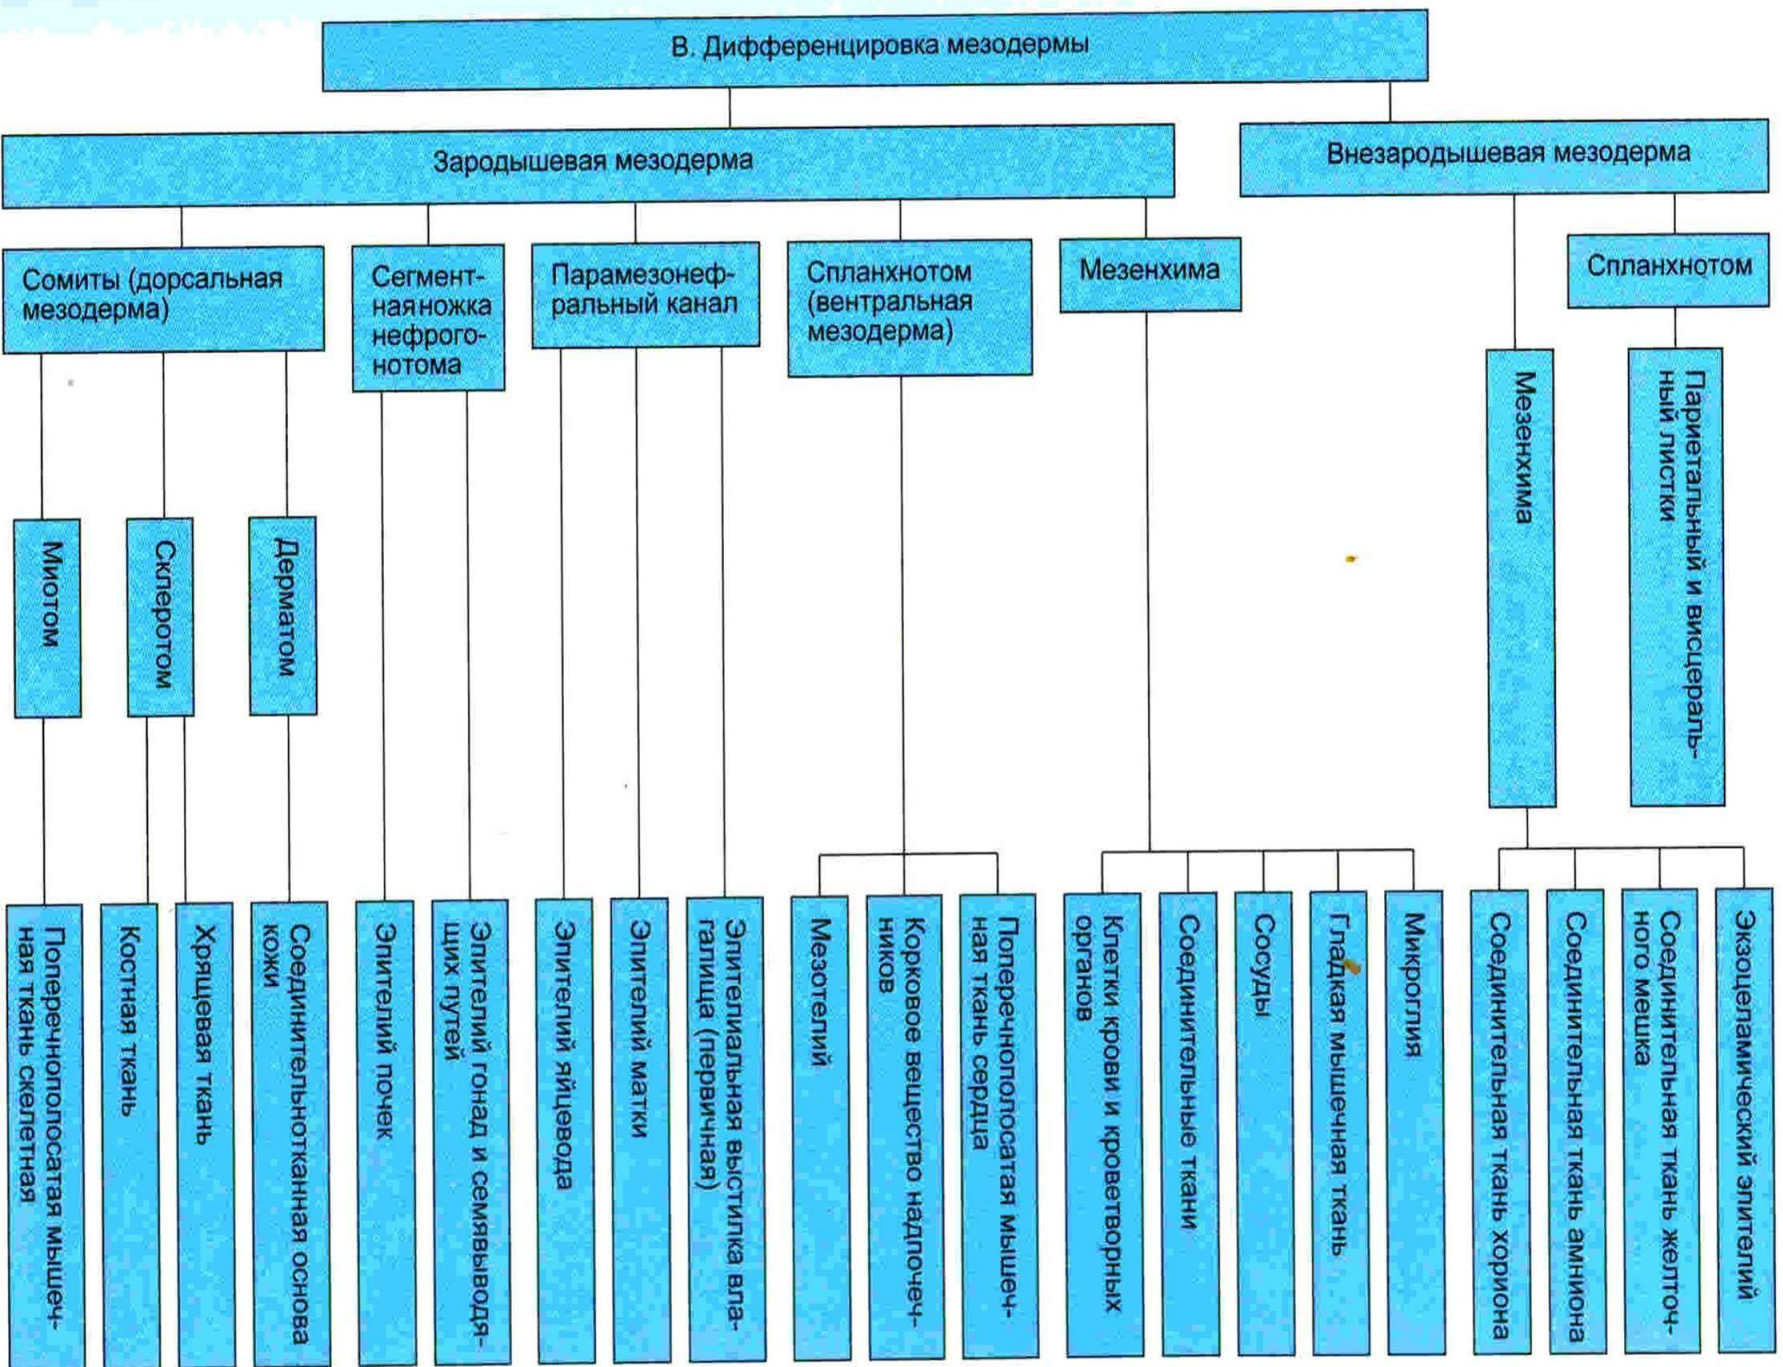 В. Дифференцировка мезодермы
Зародышевая мезодерма
Внезародышевая мезодерма
Сомиты (дорсальная
мезодерма)
Сегмент-
ная ножка
нефрого-
нотома
Парамезонеф-
ральный канал
Спланхнотом
(вентральная
мезодерма)
Мезенхима
Спланхнотом
Мезенхима
Париетальный и висцераль-
ный листки
Миотом
Склеротом
Дерматом
Поперечнополосатая мышеч-
ная ткань скелетная
Костная ткань
Хрящевая ткань
Соединительнотканная основа
кожи
Эпителий почек
Эпителий гонад и семявыводя-
щих путей
Эпителий яйцевода
Эпителий матки
Эпителиальная выстилка вла-
галища (первичная)
Мезотелий
Корковое вещество надпочеч-
ников
Поперечнополосатая мышеч-
ная ткань сердца
Клетки крови и кроветворных
органов
Соединительные ткани
Сосуды
Гладкая мышечная ткань
Микроглия
Соединительная ткань хориона
Соединительная ткань амниона
Соединительная ткань желточ-
ного мешка
Экзоцеламический эпителий